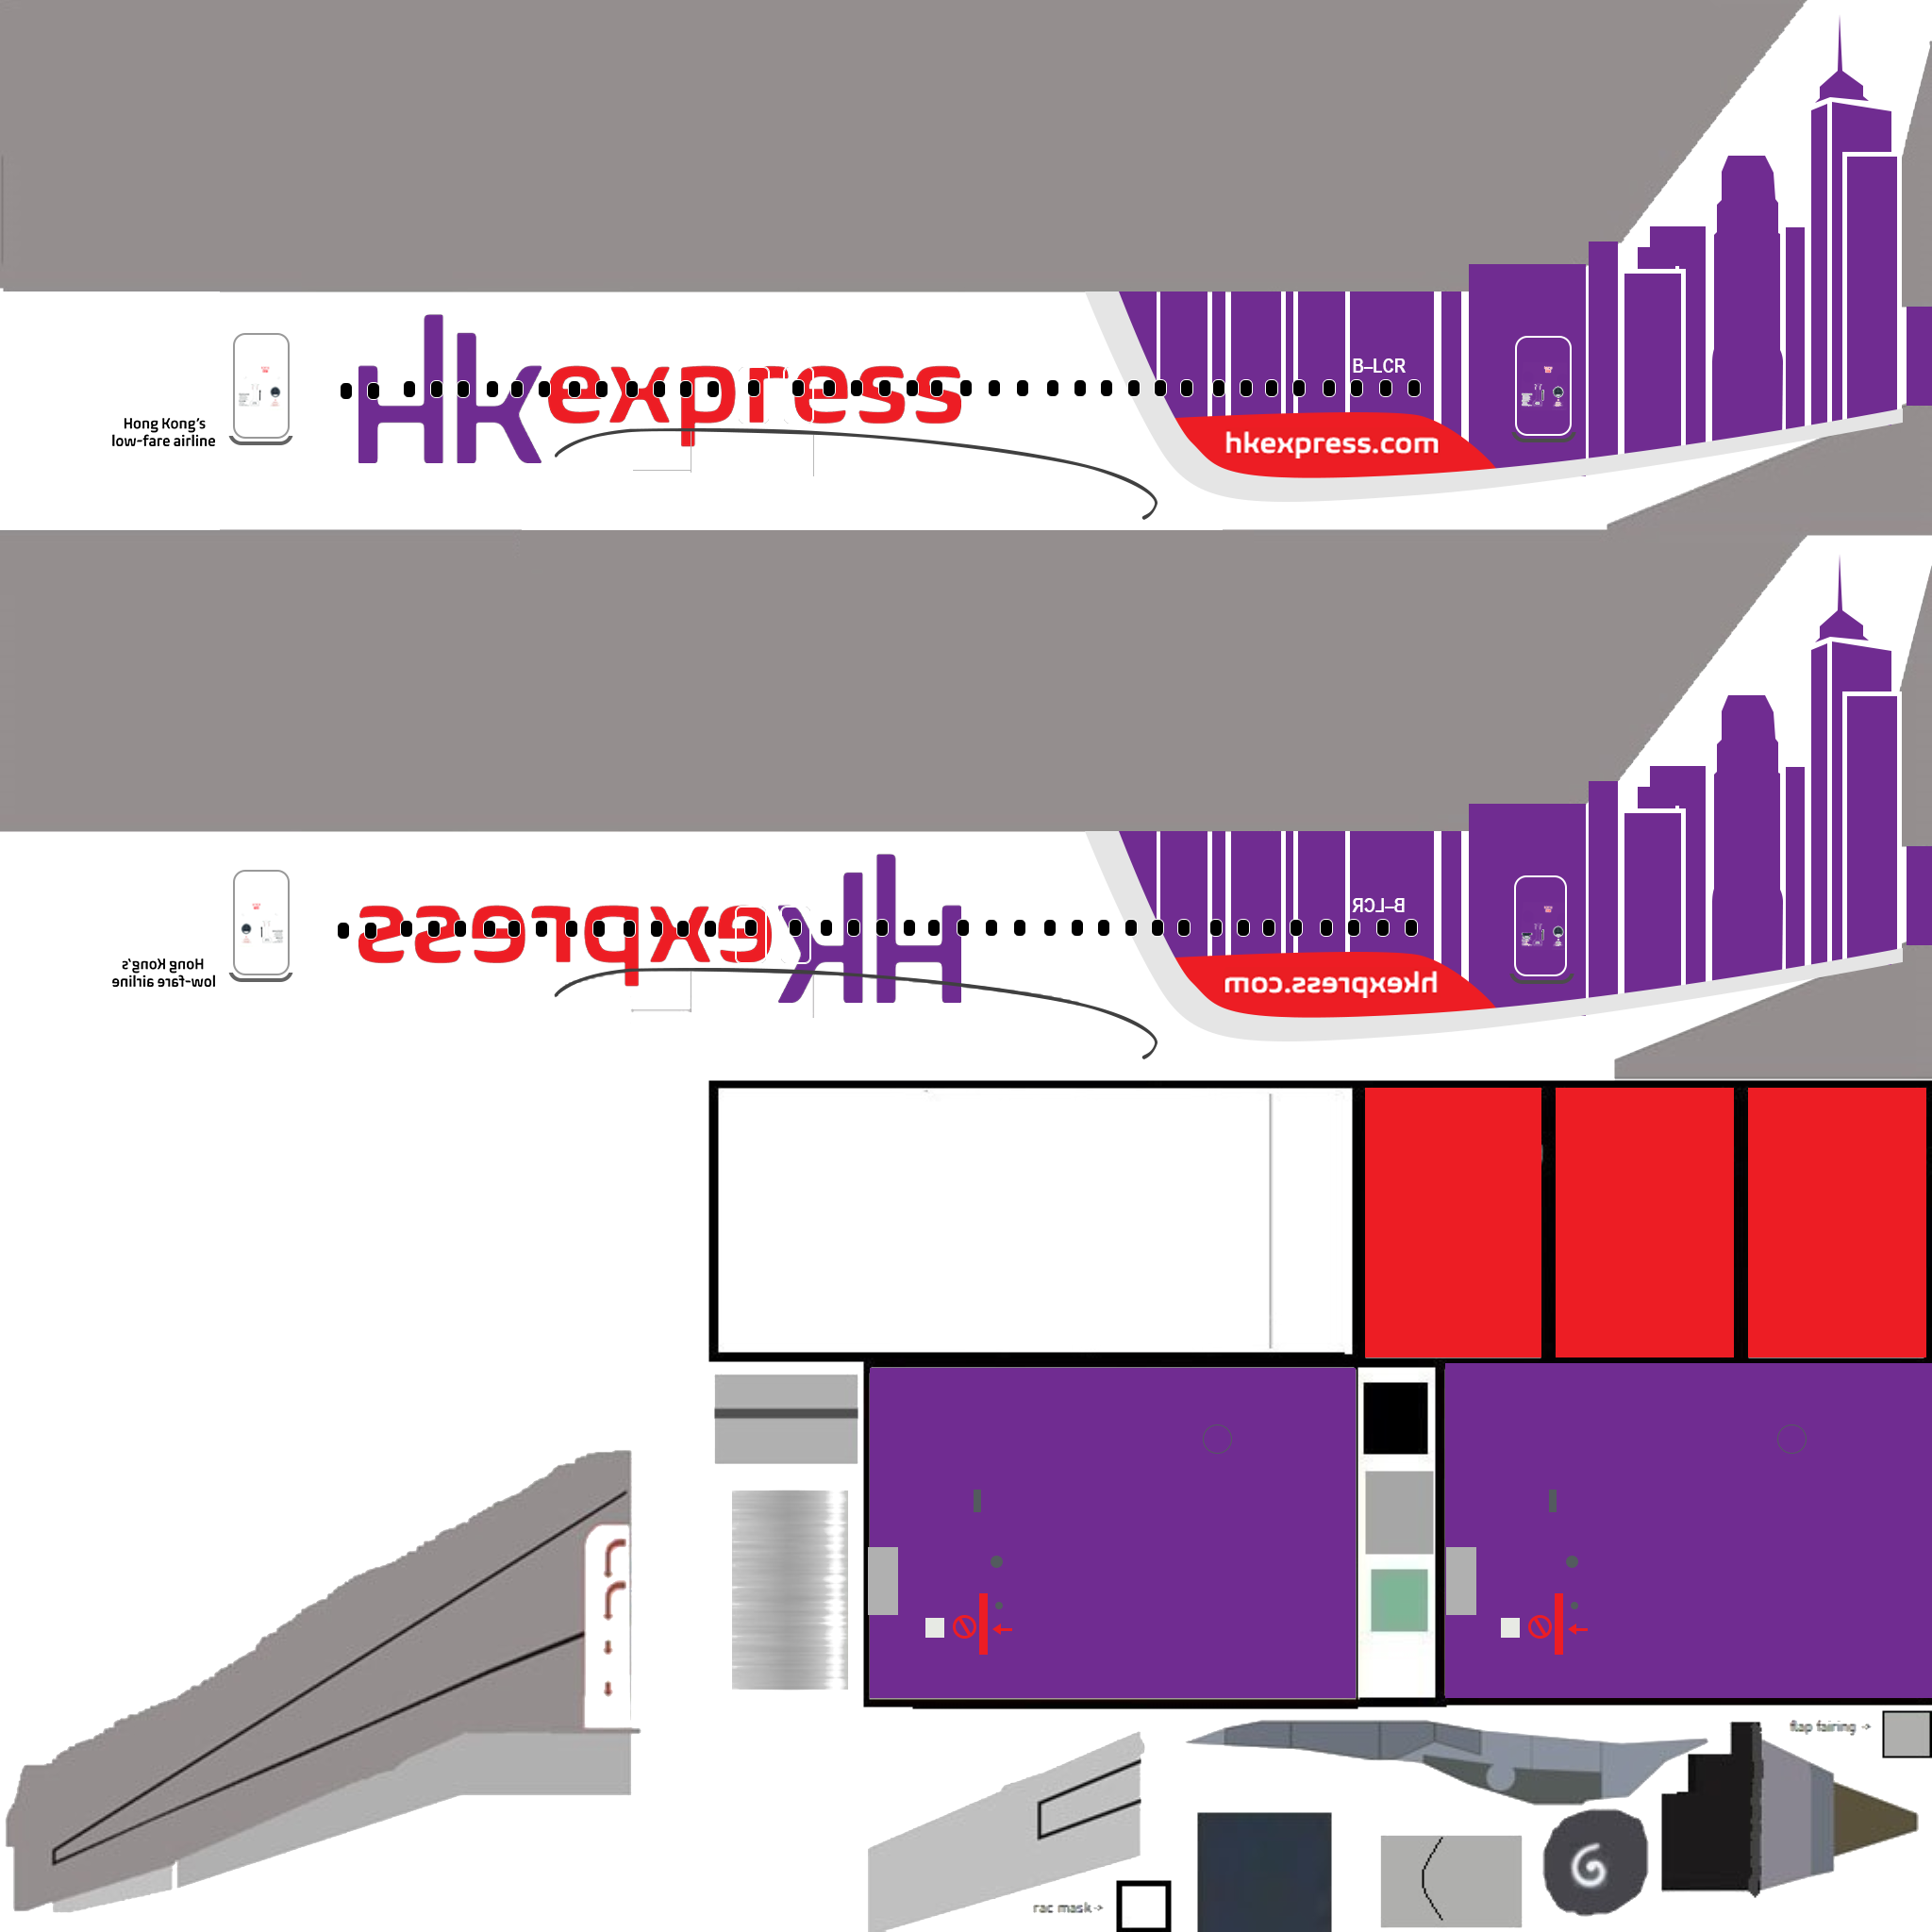 Hkexpress
B–LCR
Hong Kong's
low-fare airline
hkexpress.com
Hkexpress
B–LCR
Hong Kong's
low-fare airline
hkexpress.com
flap fairing ->
rac mask ->